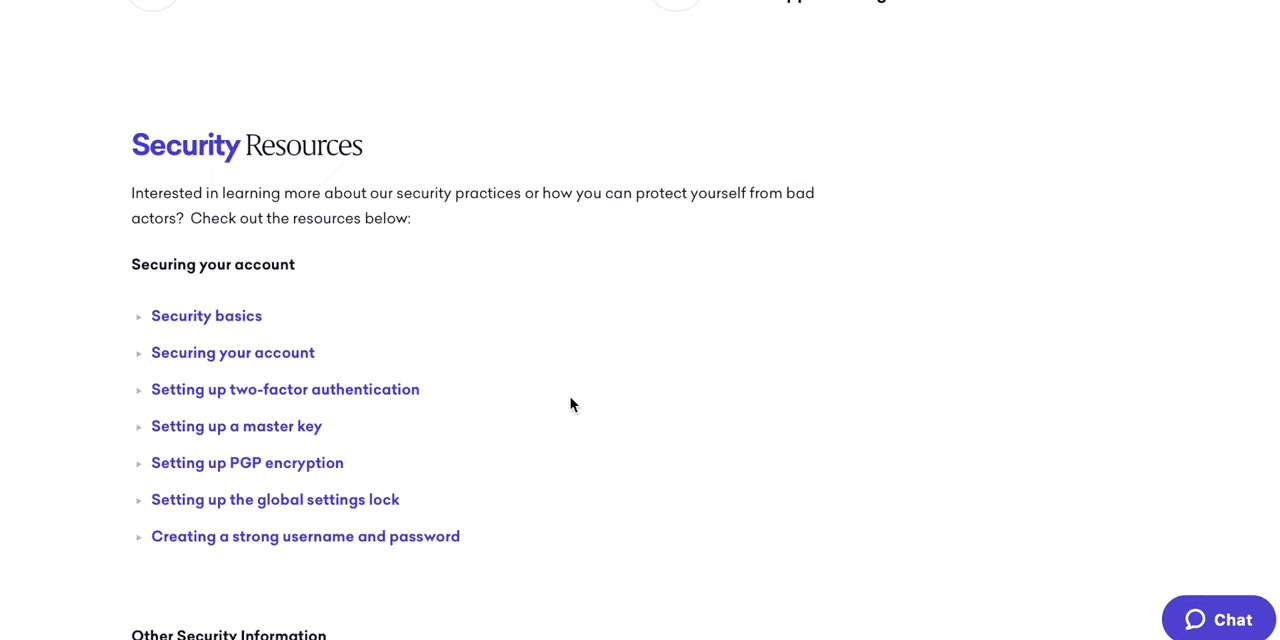 Security Resources
Interested in learning more about our security practices or how you can protect yourself from bad
actors?  Check out the resources below:
Securing your account
Security basics
Securing your account
Setting up two-factor authentication
Setting up a master key
Setting up PGP encryption
Setting up the global settings lock
Creating a strong username and password
Other Security Information
Chat